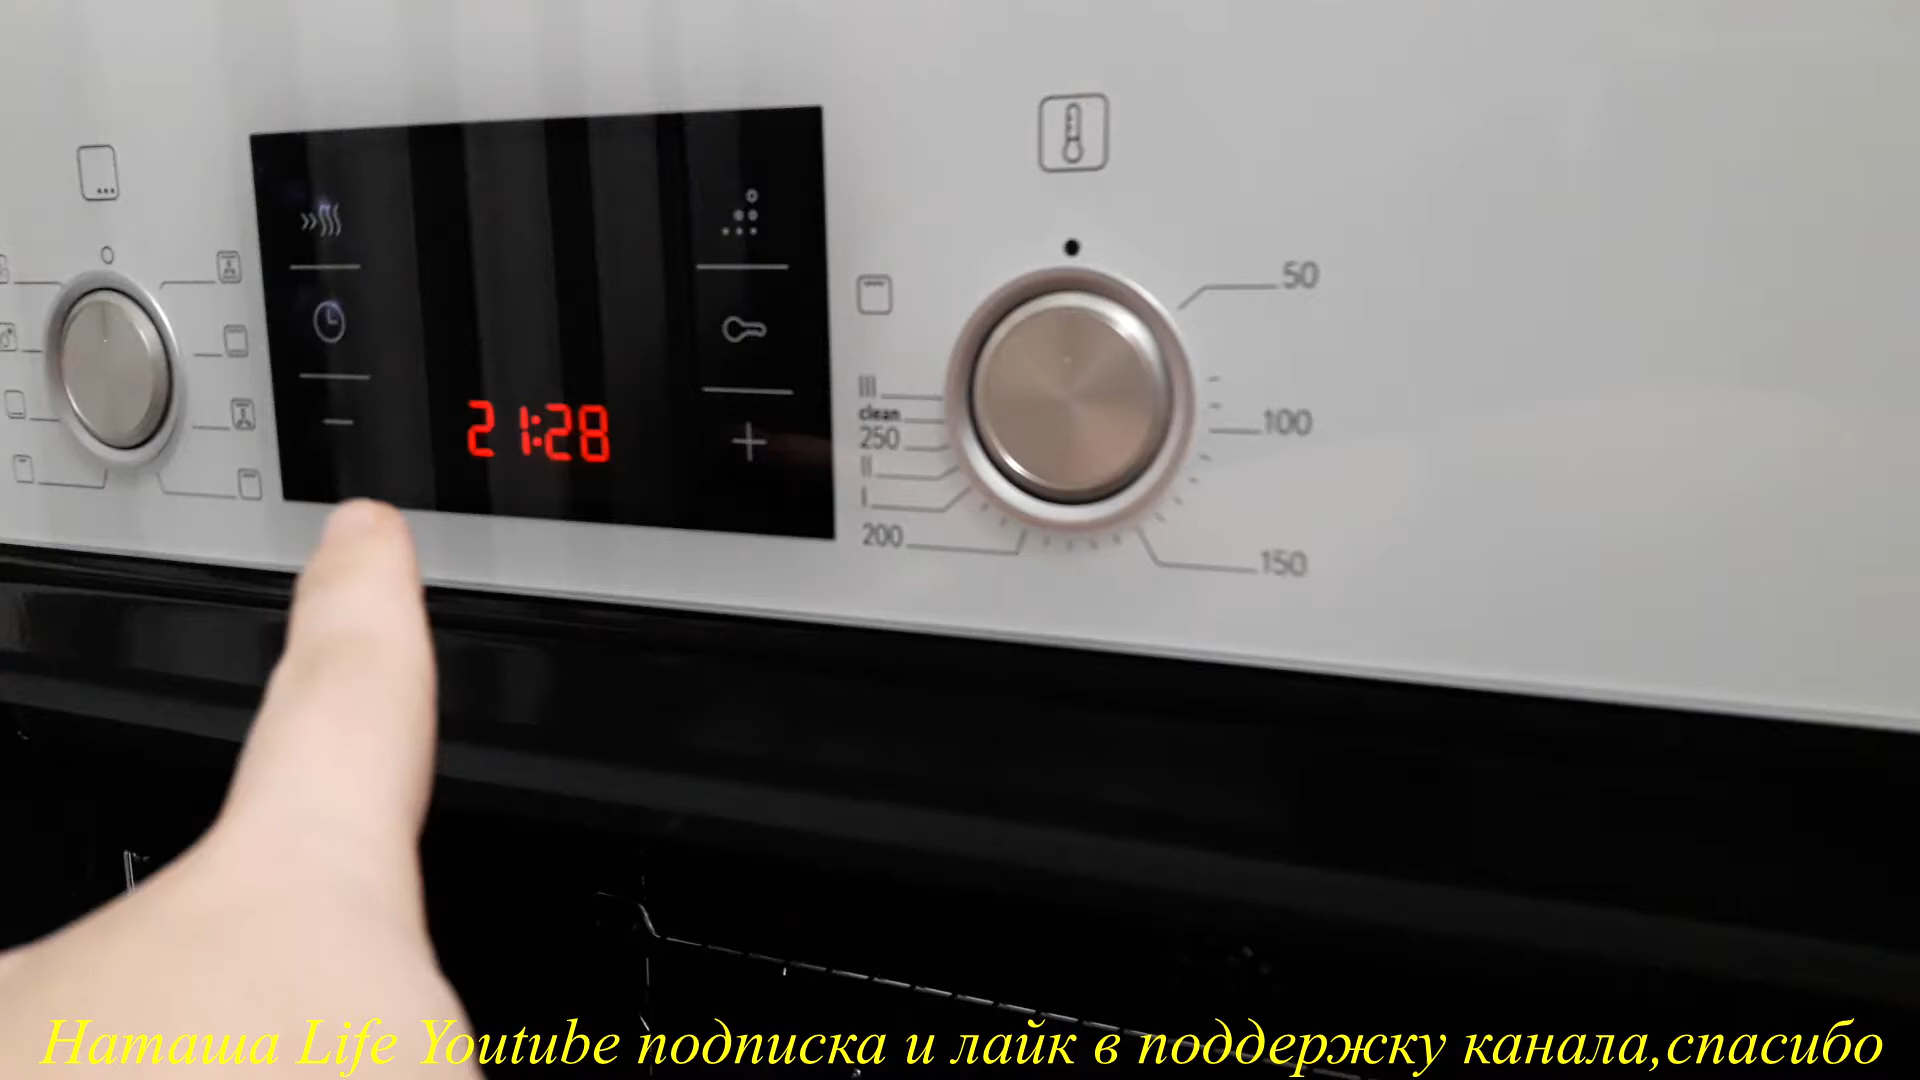 21:28
50
100
150
200
I
II
250
clean
III
Наташа Life Youtube подписка и лайк в поддержку канала,спасибо